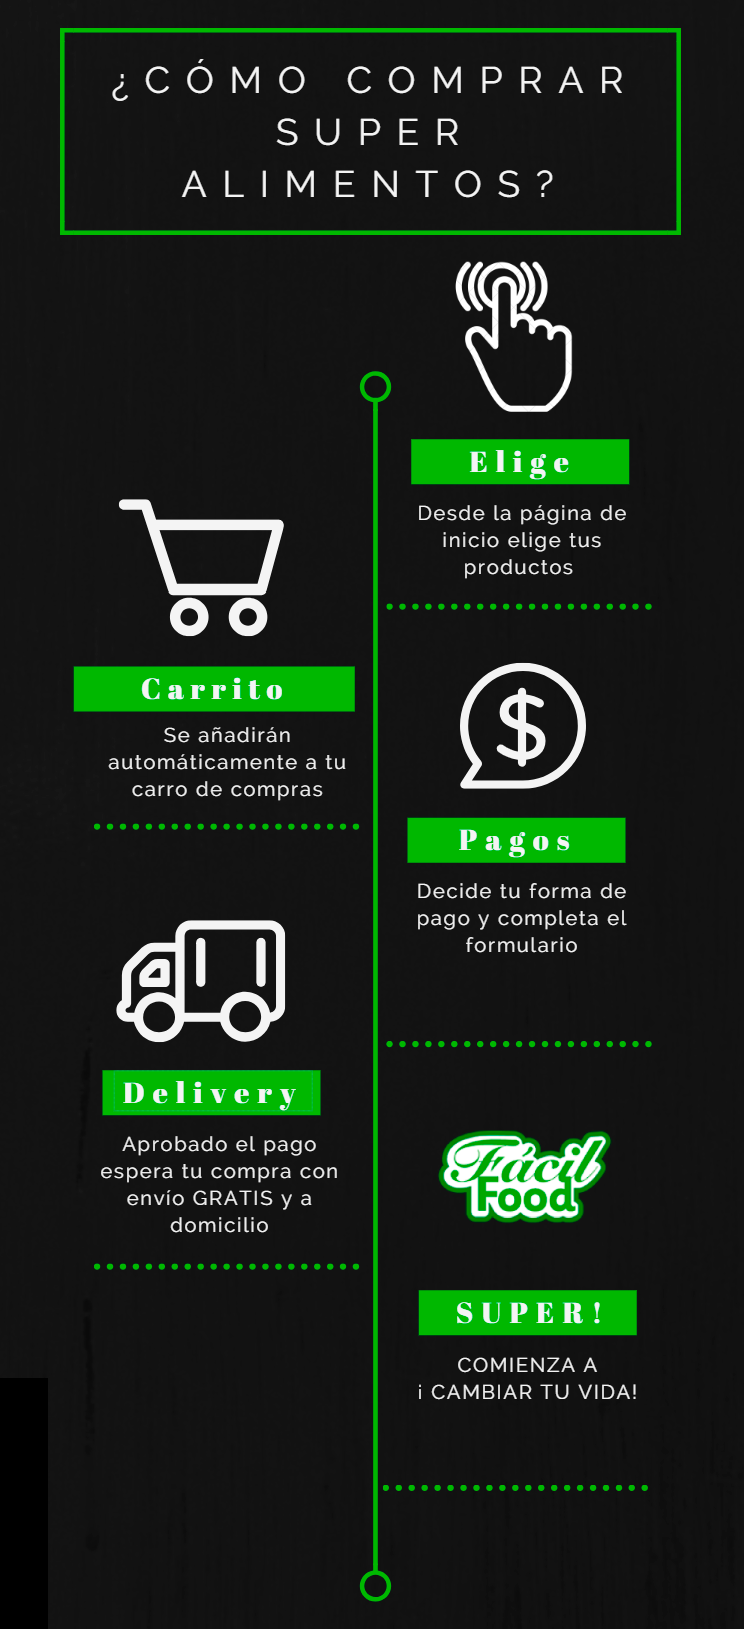 ¿CÓMO COMPRAR
SUPER
ALIMENTOS?
Elige
Desde la página de
inicio elige tus
productos
Carrito
Se añadirán
automáticamente a tu
carro de compras
$
Pagos
Decide tu forma de
pago y completa el
formulario
Delivery
Aprobado el pago
espera tu compra con
envío GRATIS y a
domicilio
Fácil
Food
SUPER!
COMIENZA A
¡ CAMBIAR TU VIDA!